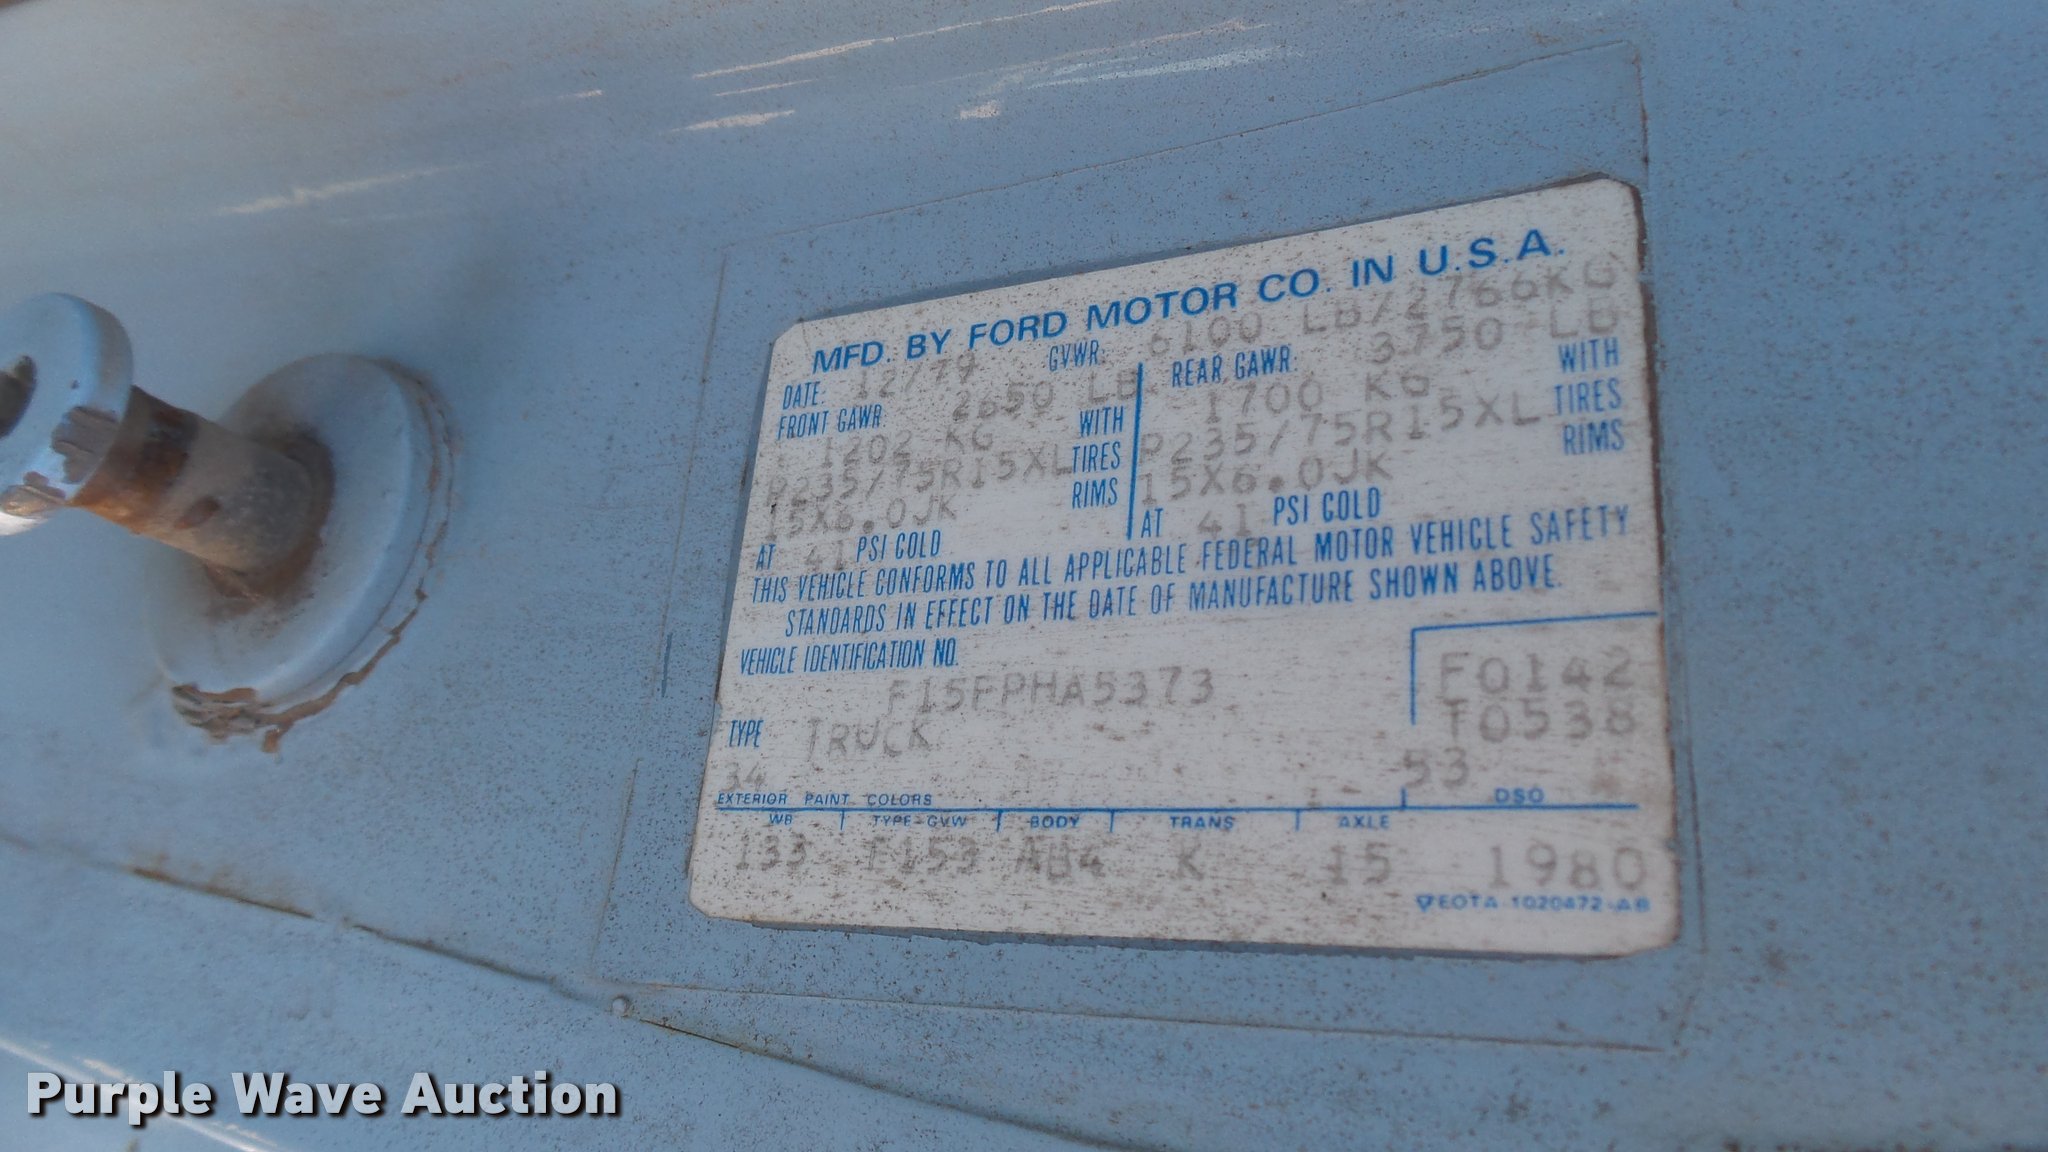 MFD. BY FORD MOTOR CO. IN U.S.A.
DATE: 12/79 GVWR: 6100 LB/2766KG
FRONT GAWR: 2650 LB REAR GAWR: 3750 LB
1202 KG WITH 1700 KG WITH
P235/75R15XL TIRES P235/75R15XL TIRES
15X6.0JK RIMS 15X6.0JK RIMS
AT 41 PSI COLD AT 41 PSI COLD
THIS VEHICLE CONFORMS TO ALL APPLICABLE FEDERAL MOTOR VEHICLE SAFETY
STANDARDS IN EFFECT ON THE DATE OF MANUFACTURE SHOWN ABOVE.
VEHICLE IDENTIFICATION NO.
F15FPHA5373
F0142
T0538
TYPE TRUCK
34 53
EXTERIOR PAINT COLORS DSO
WB TYPE-GVW BODY TRANS AXLE
133 F153 AB4 K 15 1980
EOTA 1020472-AB
Purple Wave Auction